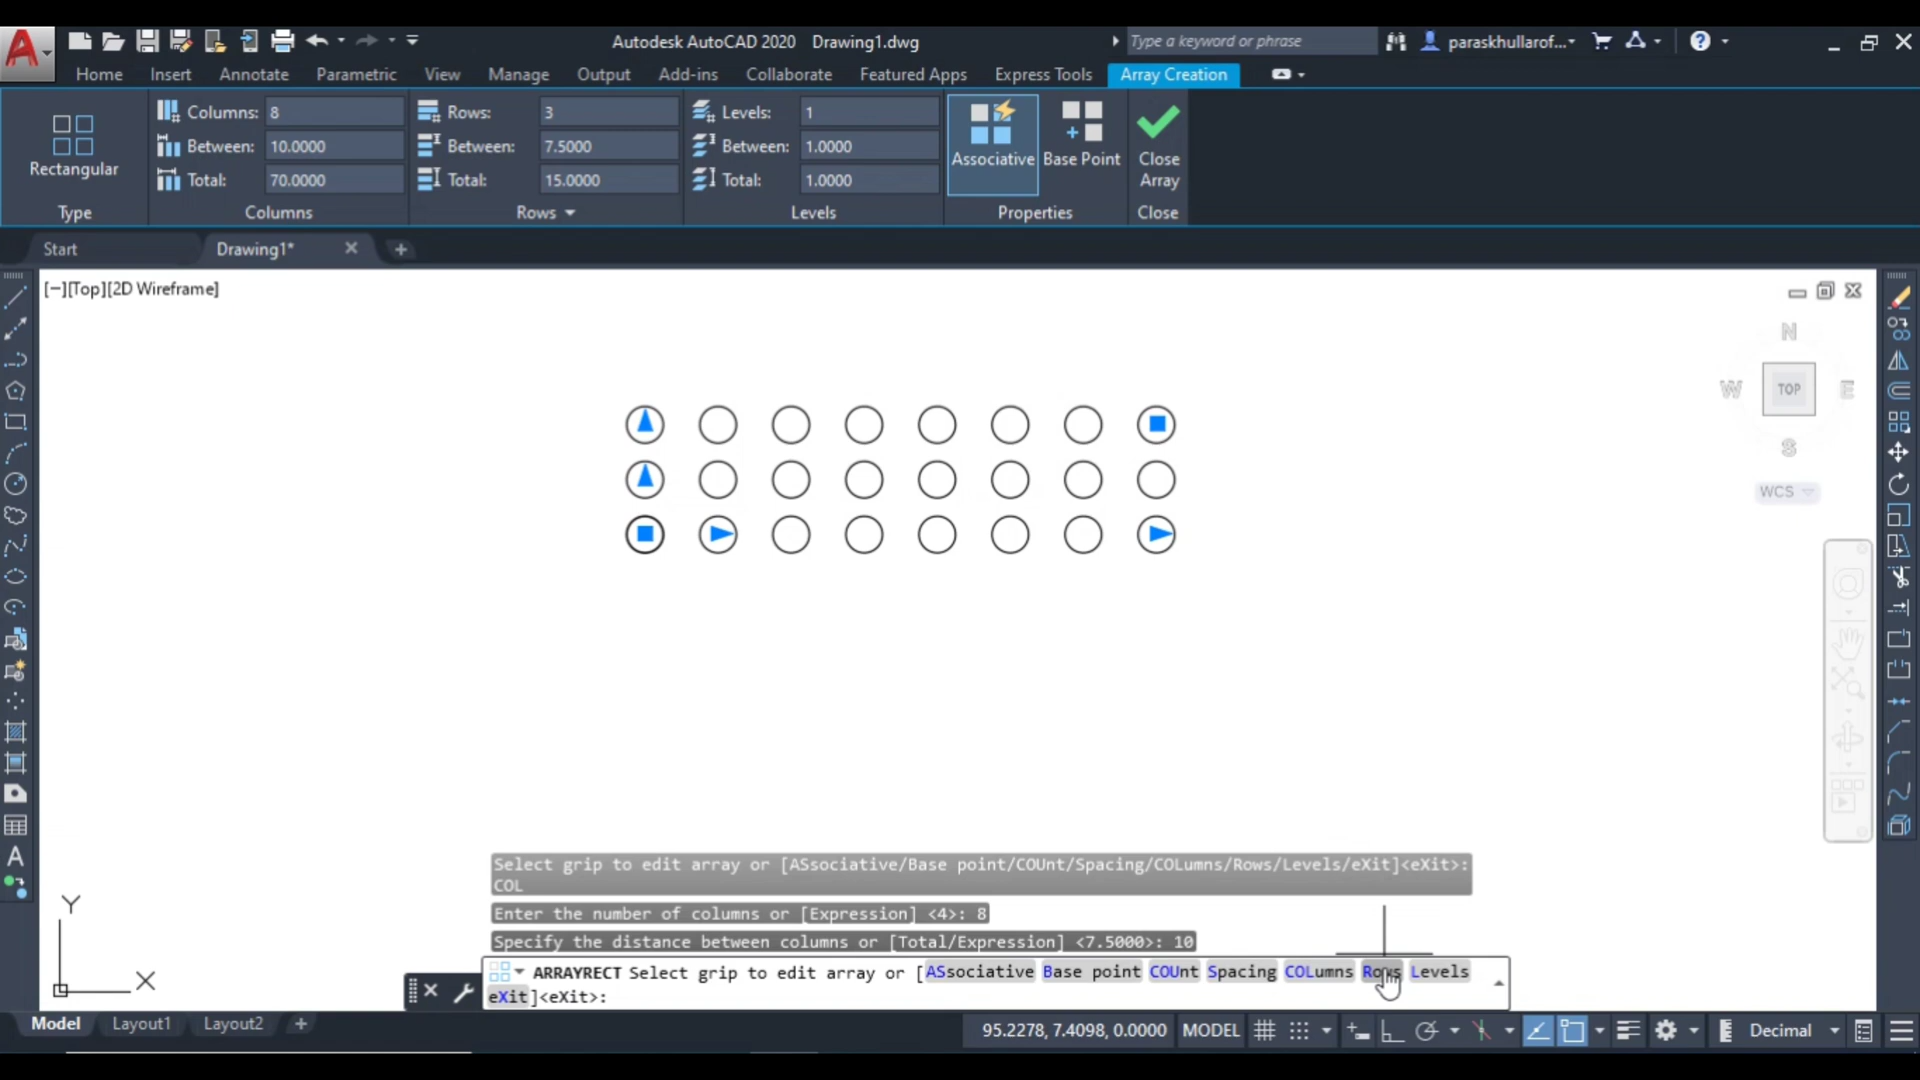 Autodesk AutoCAD 2020 Drawing1.dwg
Type a keyword or phrase
paraskhullarof...
Home Insert Annotate Parametric View Manage Output Add-ins Collaborate Featured Apps Express Tools Array Creation
Columns: 8
Rows: 3
Levels: 1
Between: 10.0000
Between: 7.5000
Between: 1.0000
Total: 70.0000
Total: 15.0000
Total: 1.0000
Rectangular
Associative
Base Point
Close
Array
Type Columns Rows Levels Properties Close
Start Drawing1*
[−][Top][2D Wireframe]
N
W TOP E
S
WCS
Y
X
Select grip to edit array or [ASsociative/Base point/COUnt/Spacing/COLumns/Rows/Levels/eXit]<eXit>:
COL
Enter the number of columns or [Expression] <4>: 8
Specify the distance between columns or [Total/Expression] <7.5000>: 10
ARRAYRECT Select grip to edit array or [ASsociative Base point COUnt Spacing COLumns Rows Levels
eXit]<eXit>:
Model Layout1 Layout2
95.2278, 7.4098, 0.0000 MODEL Decimal